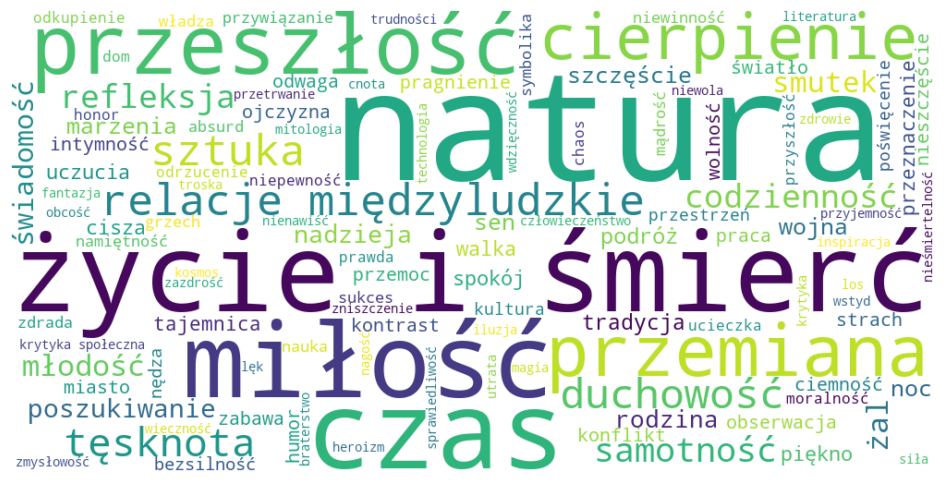 odkupienie
władza
przywiązanie
trudności
niewinność
literatura
przeszłość
cierpienie
dom
symbolika
natura
odwaga
cnota
pragnienie
szczęście
światło
smutek
poświęcenie
przeznaczenie
nieszczęście
świadomość
refleksja
przetrwanie
honor
ojczyzna
niewola
marzenia
absurd
mitologia
technologia
wdzięczność
chaos
mądrość
wolność
przyszłość
zdrowie
intymność
sztuka
uczucia
odrzucenie
troska
niepewność
fantazja
relacje międzyludzkie
codzienność
obcość
cisza
grzech
nienawiść
sen
człowieczeństwo
przestrzeń
wojna
przyjemność
nieśmiertelność
namiętność
nadzieja
walka
podróż
praca
inspiracja
prawda
życie i śmierć
kosmos
zazdrość
przemoc
spokój
los
sukces
zniszczenie
kultura
wstyd
krytyka
zdrada
tajemnica
kontrast
iluzja
tradycja
ucieczka
strach
krytyka społeczna
miłość
nauka
nagość
przemiana
młodość
nędza
lęk
magia
utrata
miasto
duchowość
ciemność
noc
moralność
poszukiwanie
zabawa
humor
braterstwo
czas
sprawiedliwość
rodzina
obserwacja
żal
tęsknota
wieczność
konflikt
heroizm
samotność
piękno
zmysłowość
bezsilność
siła